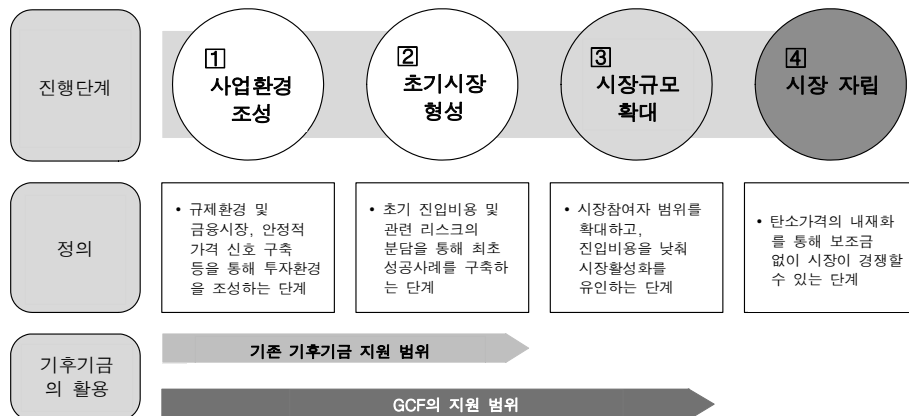 진행단계
1
사업환경
조성
2
초기시장
형성
3
시장규모
확대
4
시장 자립
정의
• 규제환경 및
금융시장, 안정적
가격 신호 구축
등을 통해 투자환경
을 조성하는 단계
• 초기 진입비용 및
관련 리스크의
분담을 통해 최초
성공사례를 구축하
는 단계
• 시장참여자 범위를
확대하고,
진입비용을 낮춰
시장활성화를
유인하는 단계
• 탄소가격의 내재화
를 통해 보조금
없이 시장이 경쟁할
수 있는 단계
기후기금
의 활용
기존 기후기금 지원 범위
GCF의 지원 범위